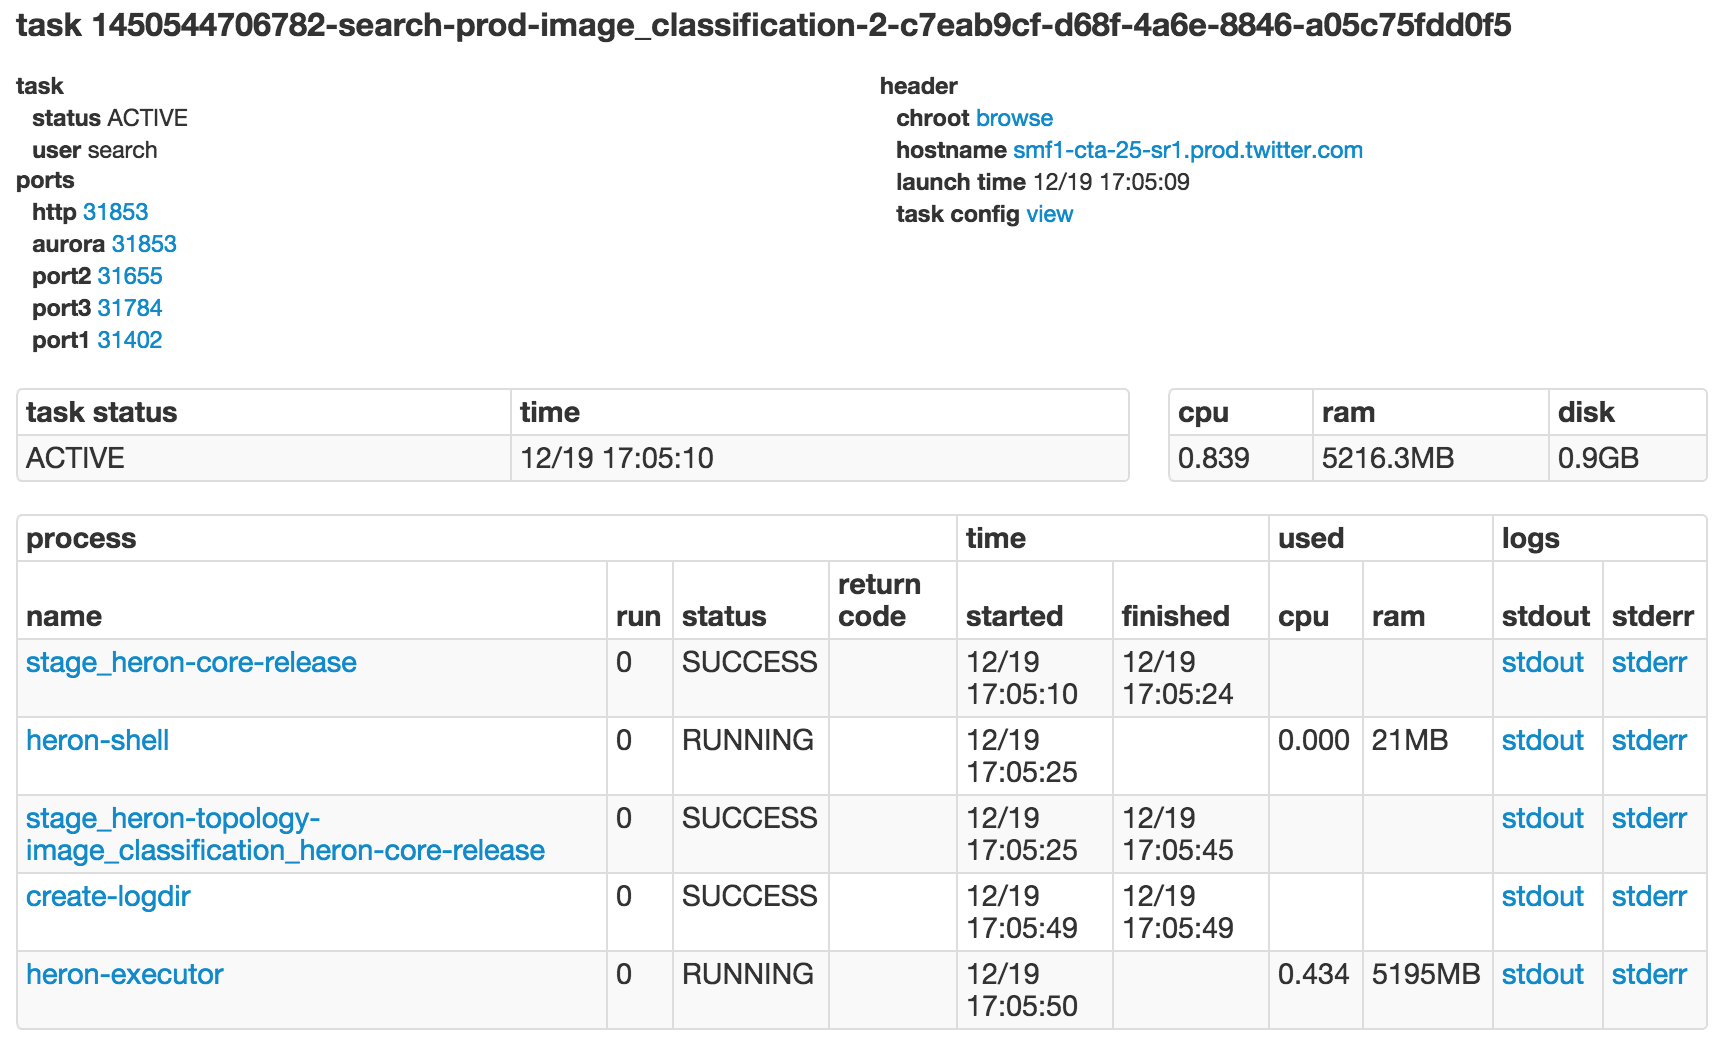 task 1450544706782-search-prod-image_classification-2-c7eab9cf-d68f-4a6e-8846-a05c75fdd0f5
task
status ACTIVE
user search
ports
http 31853
aurora 31853
port2 31655
port3 31784
port1 31402
header
chroot browse
hostname smf1-cta-25-sr1.prod.twitter.com
launch time 12/19 17:05:09
task config view
task status time
ACTIVE 12/19 17:05:10
cpu ram disk
0.839 5216.3MB 0.9GB
process time used logs
name run status return code started finished cpu ram stdout stderr
stage_heron-core-release 0 SUCCESS 12/19 17:05:10 12/19 17:05:24 stdout stderr
heron-shell 0 RUNNING 12/19 17:05:25 0.000 21MB stdout stderr
stage_heron-topology-image_classification_heron-core-release 0 SUCCESS 12/19 17:05:25 12/19 17:05:45 stdout stderr
create-logdir 0 SUCCESS 12/19 17:05:49 12/19 17:05:49 stdout stderr
heron-executor 0 RUNNING 12/19 17:05:50 0.434 5195MB stdout stderr